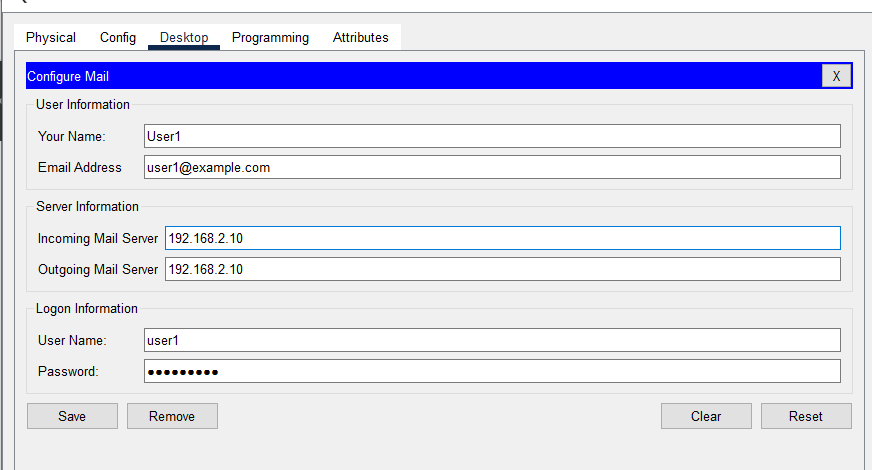 Physical Config Desktop Programming Attributes
Configure Mail X
User Information
Your Name: User1
Email Address user1@example.com
Server Information
Incoming Mail Server 192.168.2.10
Outgoing Mail Server 192.168.2.10
Logon Information
User Name: user1
Password: ●●●●●●●●●
Save Remove Clear Reset